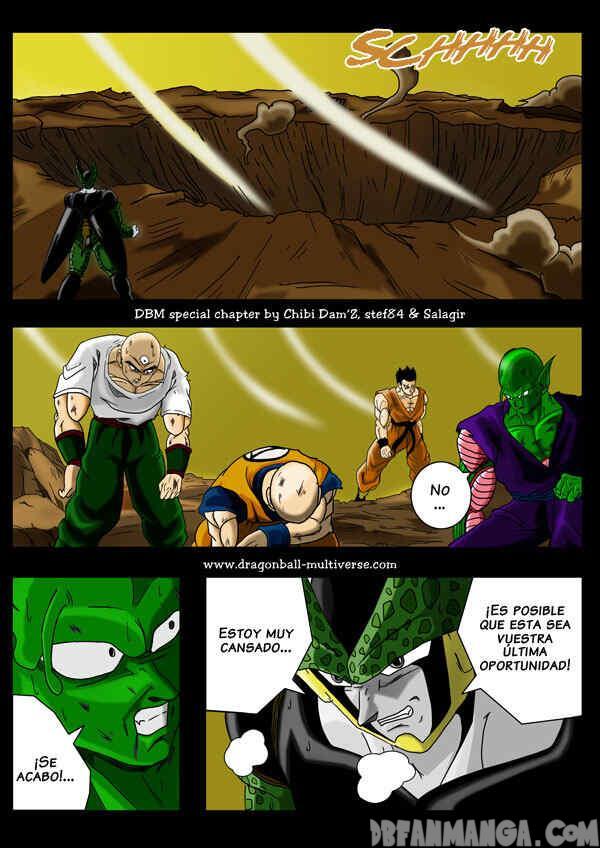 SCHHHHH
DBM special chapter by Chibi Dam'Z, stef84 & Salagir
No
...
www.dragonball-multiverse.com
¡Se
acabo!...
Estoy muy
cansado...
¡Es posible
que esta sea
vuestra
última
oportunidad!
DBFANMANGA.COM